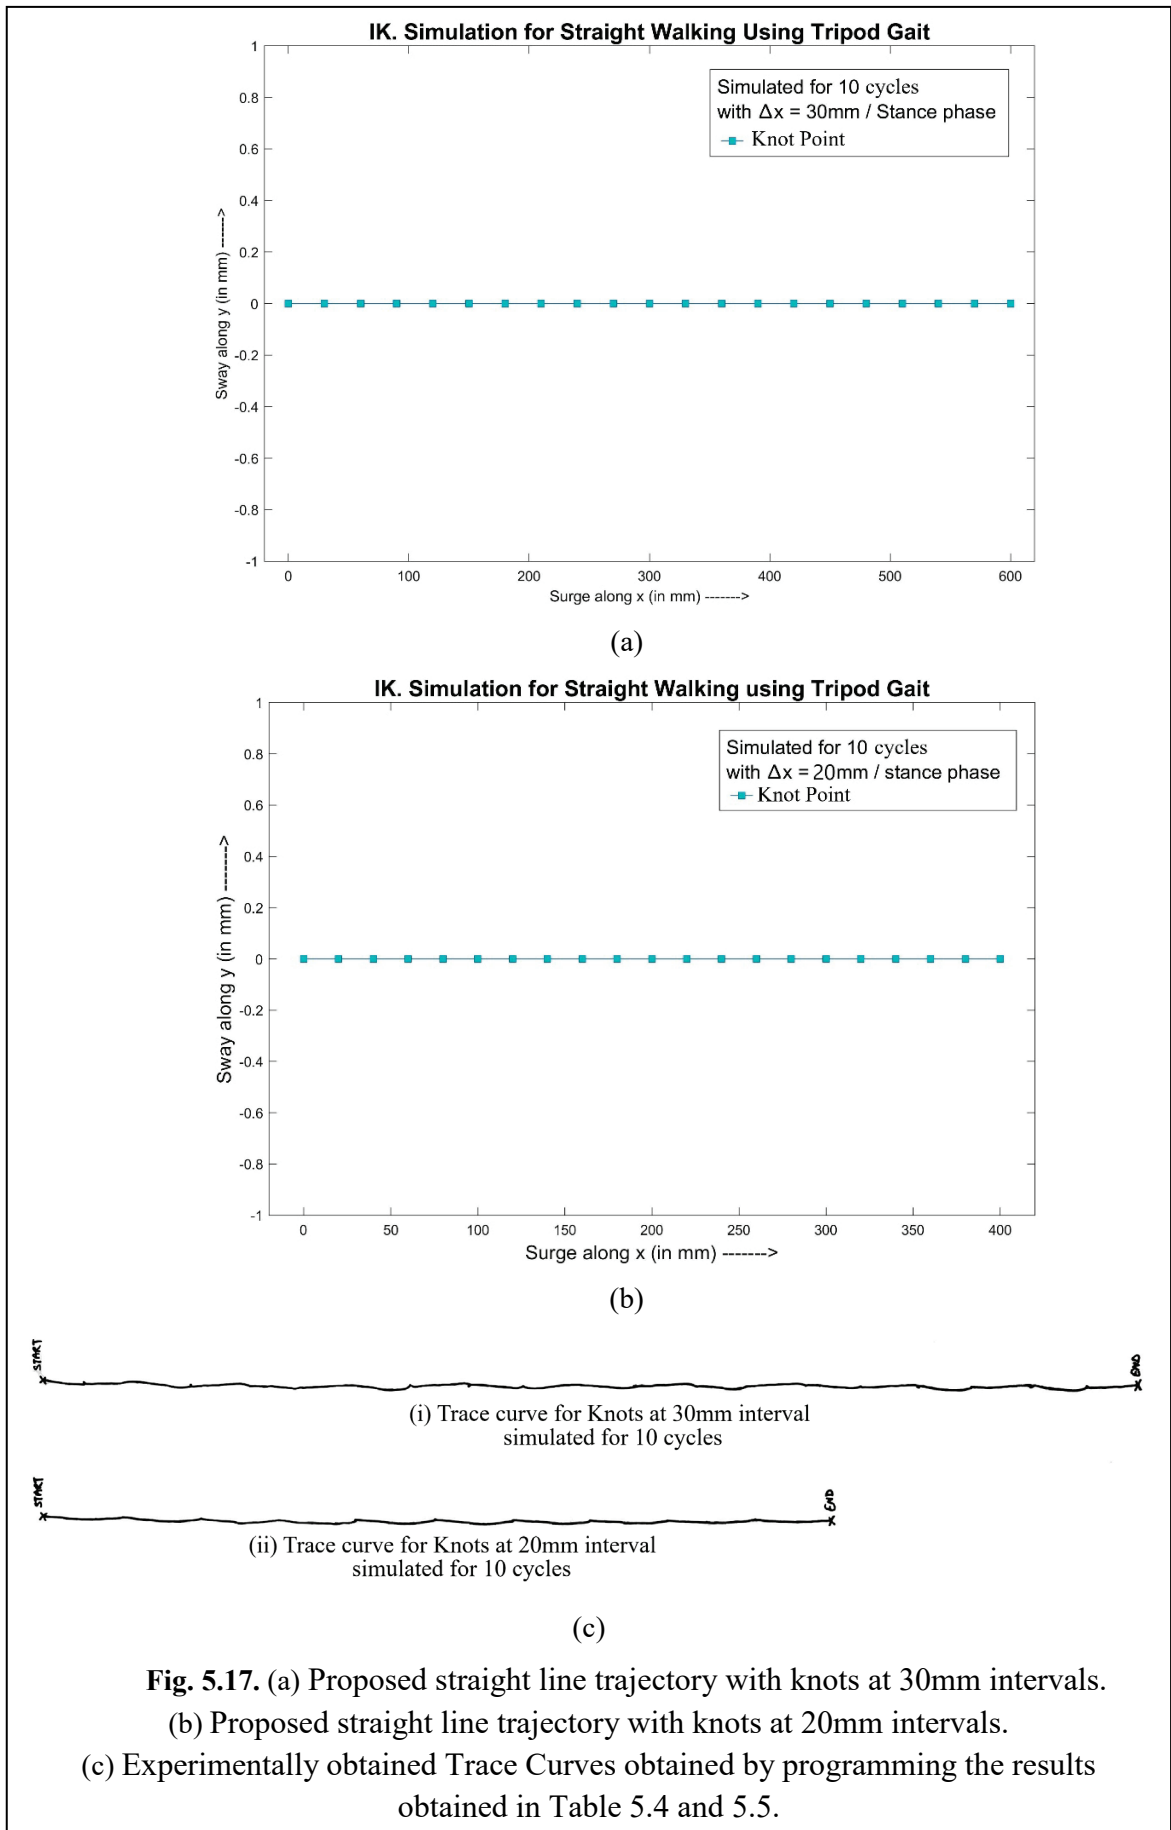 IK. Simulation for Straight Walking Using Tripod Gait
1
0.8
0.6
0.4
0.2
0
-0.2
-0.4
-0.6
-0.8
-1
Sway along y (in mm) ------>
Simulated for 10 cycles
with Δx = 30mm / Stance phase
Knot Point
0 100 200 300 400 500 600
Surge along x (in mm) ------->
(a)
IK. Simulation for Straight Walking using Tripod Gait
1
0.8
0.6
0.4
0.2
0
-0.2
-0.4
-0.6
-0.8
-1
Sway along y (in mm) ------->
Simulated for 10 cycles
with Δx = 20mm / stance phase
Knot Point
0 50 100 150 200 250 300 350 400
Surge along x (in mm) ------->
(b)
START
END
(i) Trace curve for Knots at 30mm interval
simulated for 10 cycles
START
END
(ii) Trace curve for Knots at 20mm interval
simulated for 10 cycles
(c)
Fig. 5.17. (a) Proposed straight line trajectory with knots at 30mm intervals.
(b) Proposed straight line trajectory with knots at 20mm intervals.
(c) Experimentally obtained Trace Curves obtained by programming the results
obtained in Table 5.4 and 5.5.